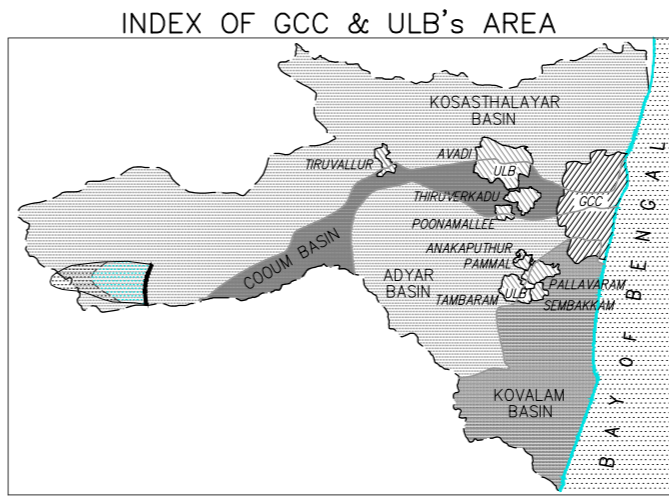 INDEX OF GCC & ULB's AREA
KOSASTHALAYAR
BASIN
AVADI
TIRUVALLUR
ULB
THIRUVERKADU
GCC
POONAMALLEE
COOUM BASIN
ANAKAPUTHUR
PAMMAL
ADYAR
BASIN
PALLAVARAM
ULB
TAMBARAM
SEMBAKKAM
KOVALAM
BASIN
BAY OF BENGAL